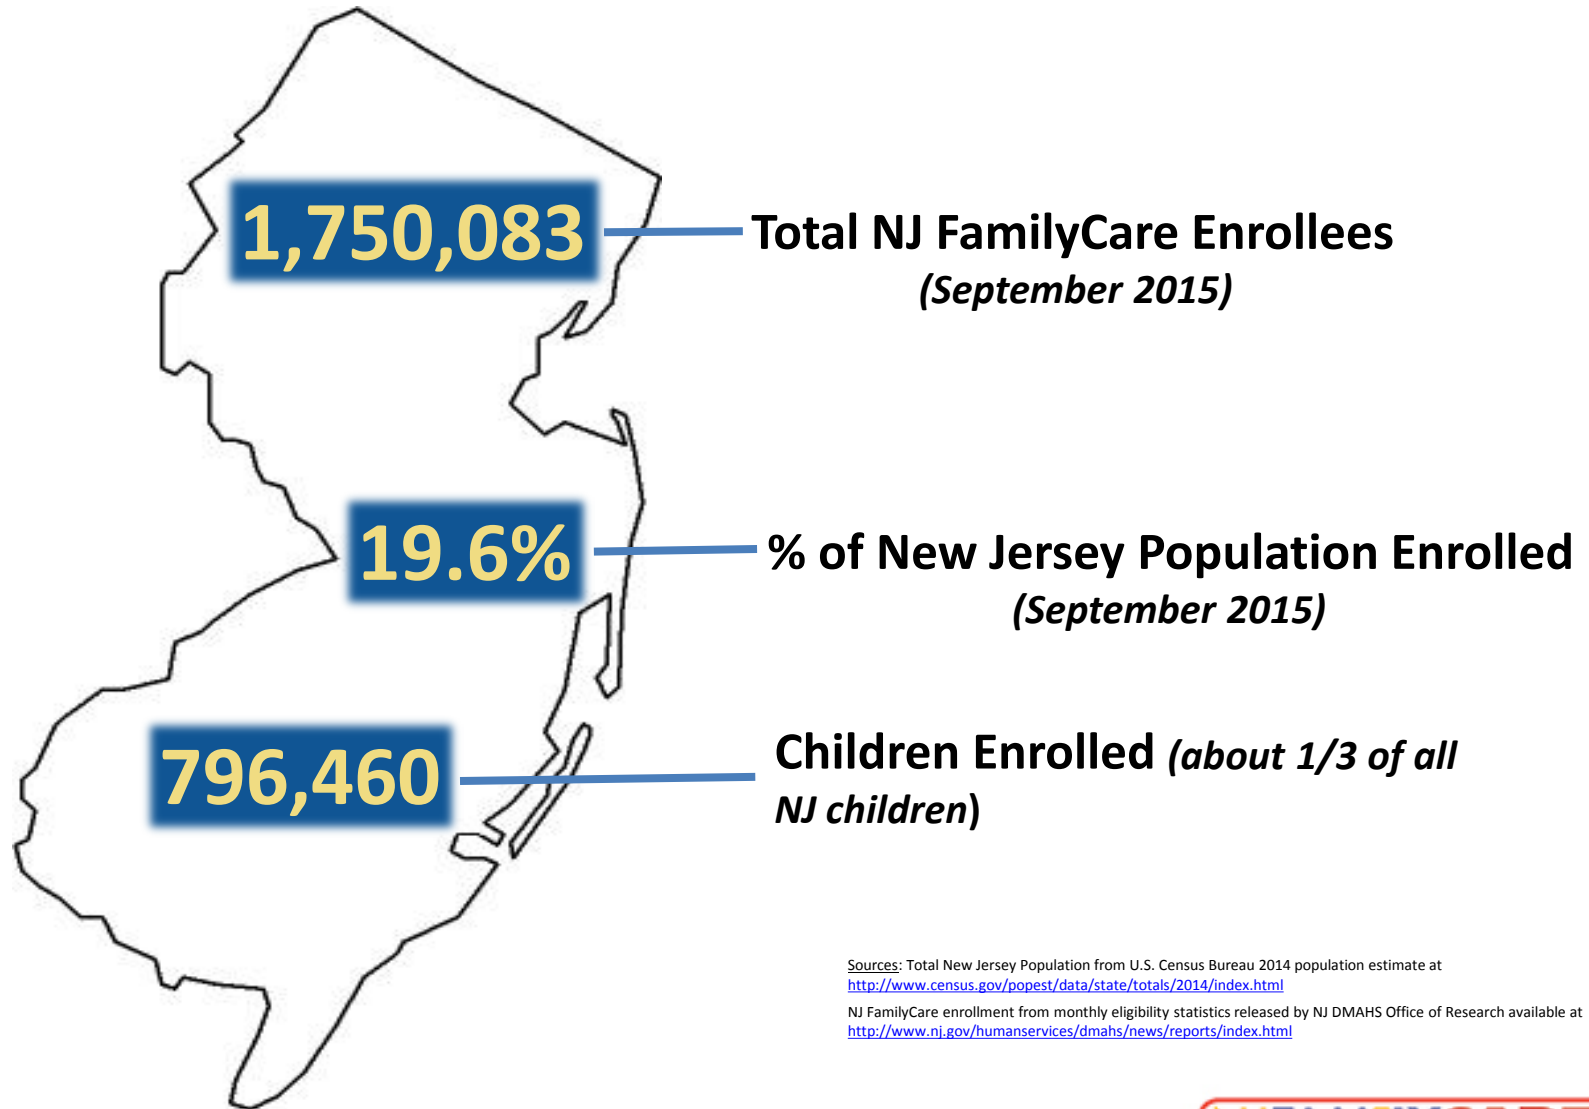 1,750,083
Total NJ FamilyCare Enrollees
(September 2015)
19.6%
% of New Jersey Population Enrolled
(September 2015)
796,460
Children Enrolled (about 1/3 of all
NJ children)
Sources: Total New Jersey Population from U.S. Census Bureau 2014 population estimate at
http://www.census.gov/popest/data/state/totals/2014/index.html
NJ FamilyCare enrollment from monthly eligibility statistics released by NJ DMAHS Office of Research available at
http://www.nj.gov/humanservices/dmahs/news/reports/index.html